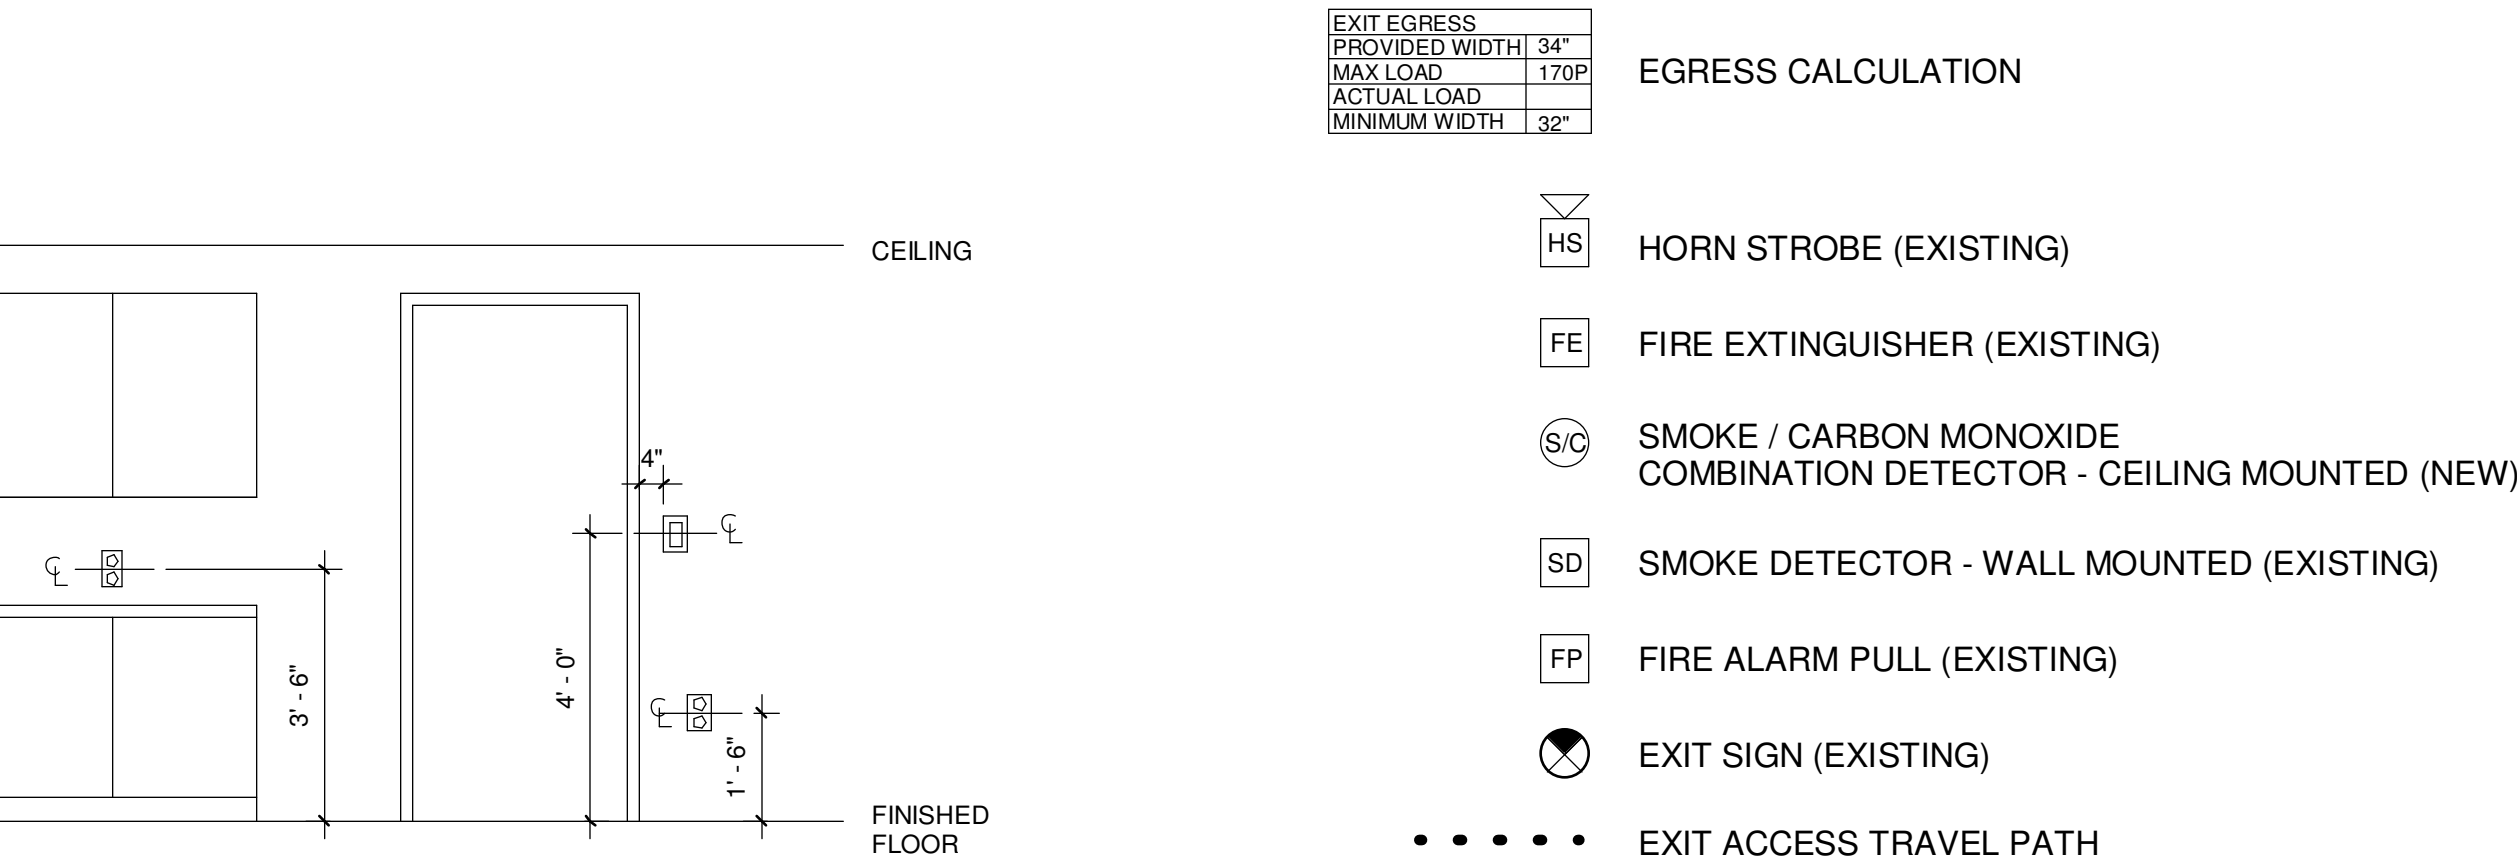 CEILING
4"
℄
℄
3' - 6"
4' - 0"
℄
1' - 6"
FINISHED
FLOOR
EXIT EGRESS
PROVIDED WIDTH 34"
MAX LOAD 170P
ACTUAL LOAD
MINIMUM WIDTH 32"
EGRESS CALCULATION
HS HORN STROBE (EXISTING)
FE FIRE EXTINGUISHER (EXISTING)
S/C SMOKE / CARBON MONOXIDE
COMBINATION DETECTOR - CEILING MOUNTED (NEW)
SD SMOKE DETECTOR - WALL MOUNTED (EXISTING)
FP FIRE ALARM PULL (EXISTING)
EXIT SIGN (EXISTING)
EXIT ACCESS TRAVEL PATH